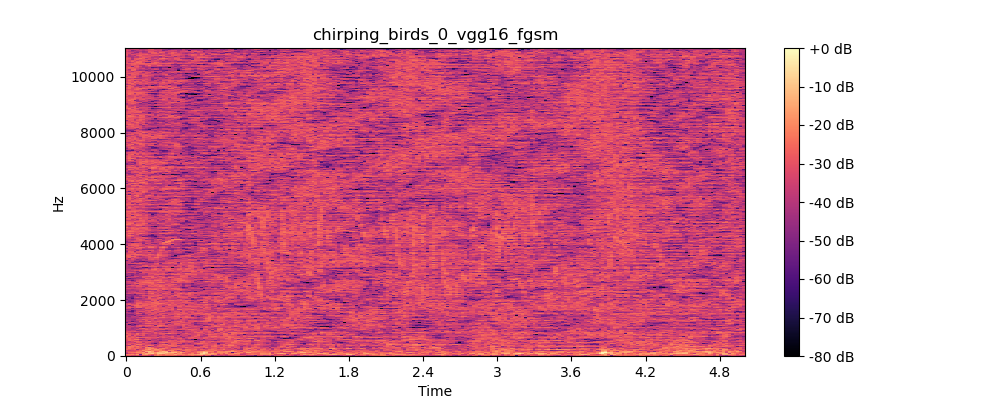 chirping_birds_0_vgg16_fgsm
Hz
10000
8000
6000
4000
2000
0
0 0.6 1.2 1.8 2.4 3 3.6 4.2 4.8
Time
+0 dB
-10 dB
-20 dB
-30 dB
-40 dB
-50 dB
-60 dB
-70 dB
-80 dB